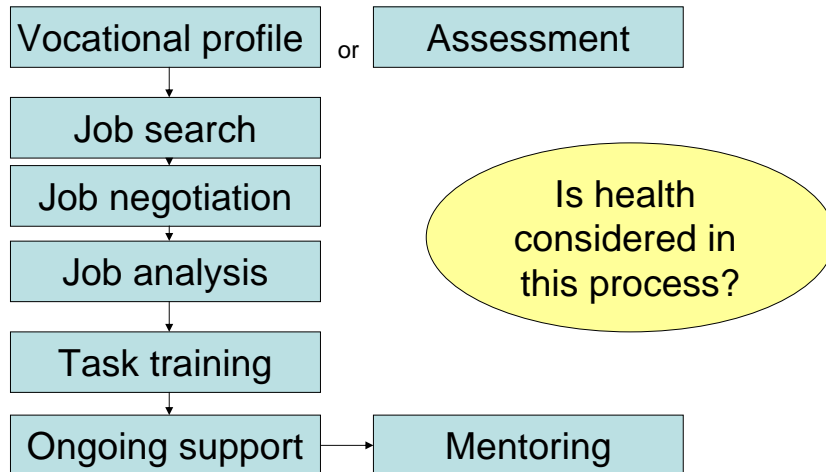 Vocational profile
or
Assessment
Job search
Job negotiation
Job analysis
Is health
considered in
this process?
Task training
Ongoing support
Mentoring